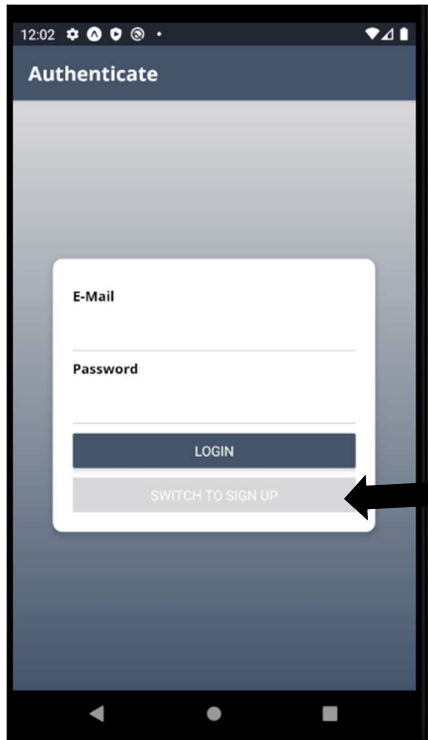 12:02
Authenticate
E-Mail
Password
LOGIN
SWITCH TO SIGN UP